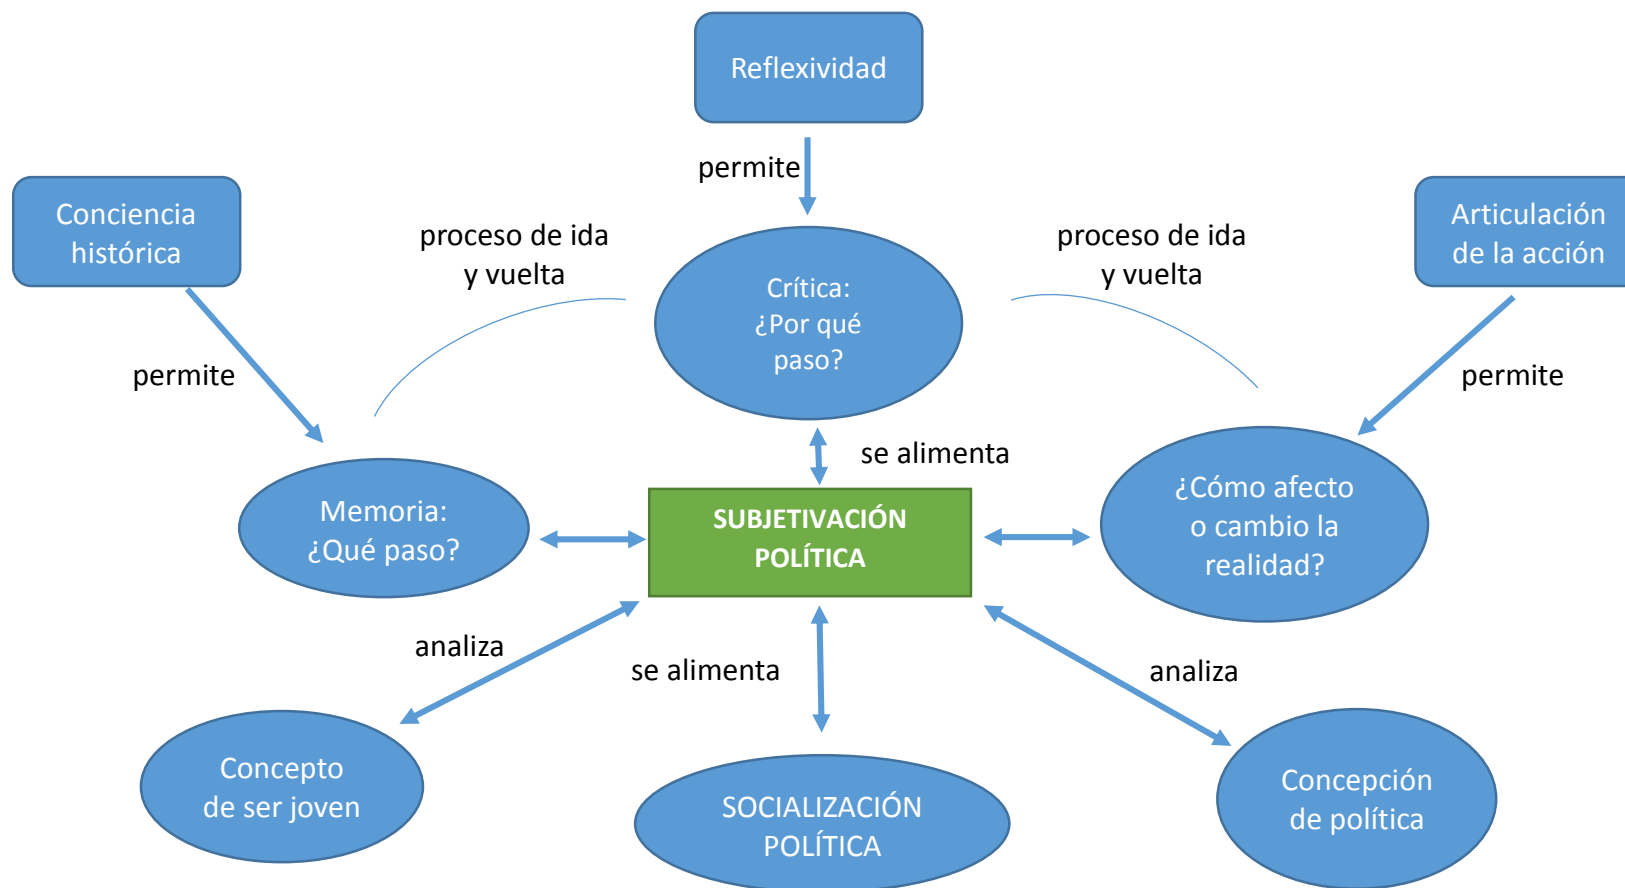 Reflexividad
permite
Conciencia
histórica
Articulación
de la acción
proceso de ida
y vuelta
proceso de ida
y vuelta
Crítica:
¿Por qué
paso?
permite
permite
se alimenta
Memoria:
¿Qué paso?
SUBJETIVACIÓN
POLÍTICA
¿Cómo afecto
o cambio la
realidad?
analiza
se alimenta
analiza
Concepto
de ser joven
SOCIALIZACIÓN
POLÍTICA
Concepción
de política